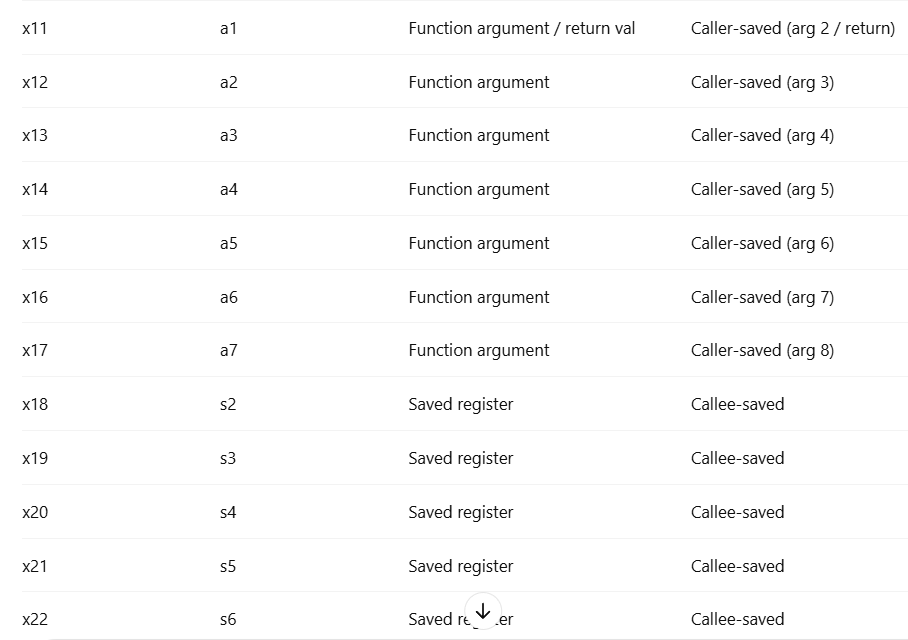 x11 a1 Function argument / return val Caller-saved (arg 2 / return)
x12 a2 Function argument Caller-saved (arg 3)
x13 a3 Function argument Caller-saved (arg 4)
x14 a4 Function argument Caller-saved (arg 5)
x15 a5 Function argument Caller-saved (arg 6)
x16 a6 Function argument Caller-saved (arg 7)
x17 a7 Function argument Caller-saved (arg 8)
x18 s2 Saved register Callee-saved
x19 s3 Saved register Callee-saved
x20 s4 Saved register Callee-saved
x21 s5 Saved register Callee-saved
x22 s6 Saved Callee-saved